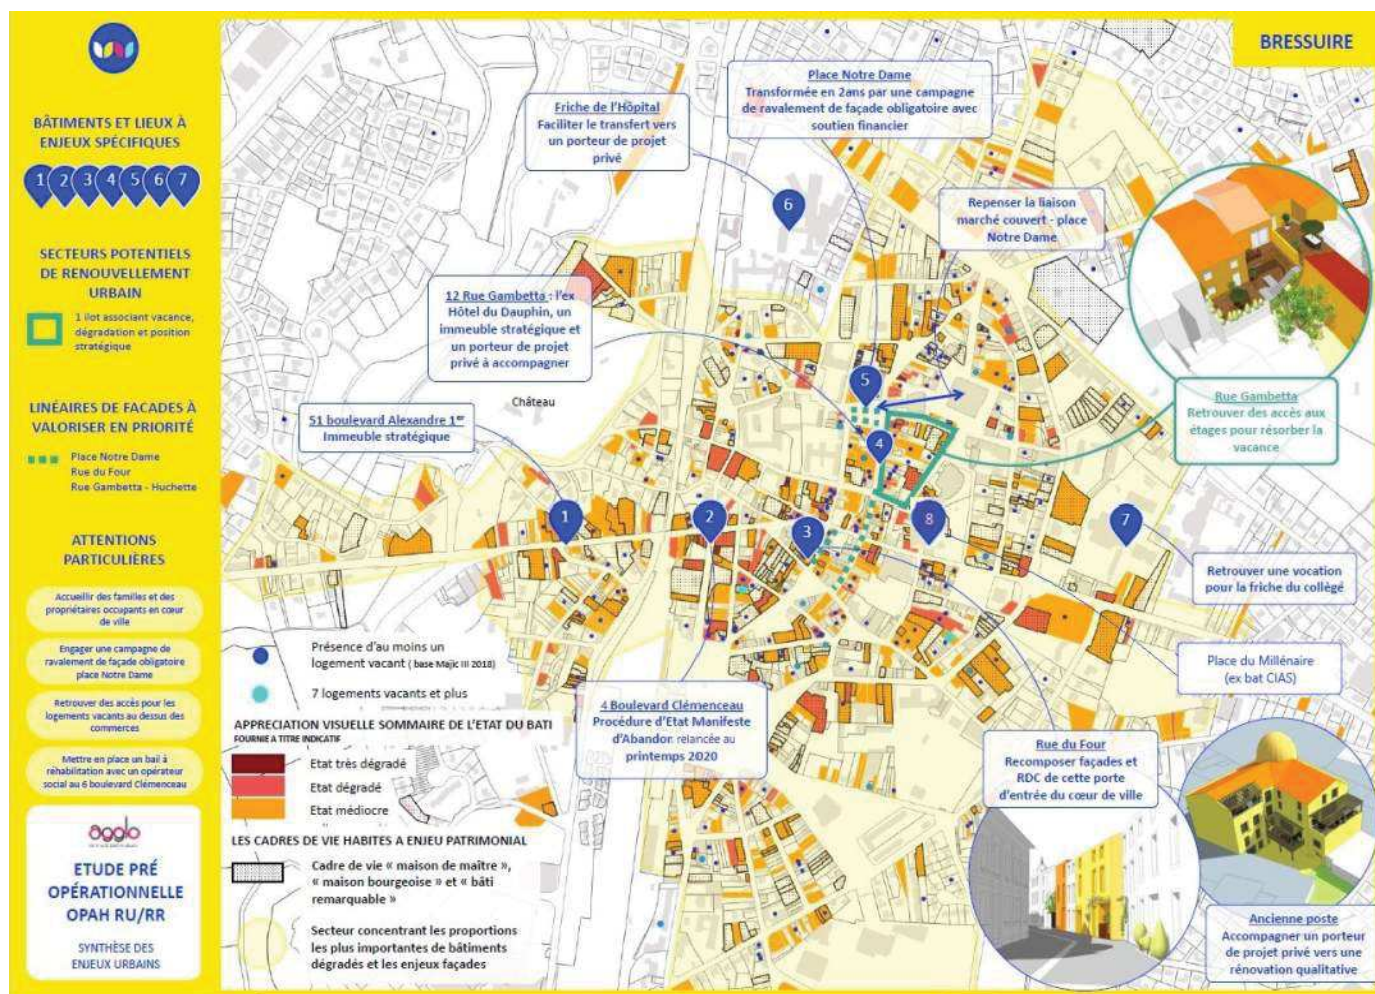 BÂTIMENTS ET LIEUX À
ENJEUX SPÉCIFIQUES
1 2 3 4 5 6 7
SECTEURS POTENTIELS
DE RENOUVELLEMENT
URBAIN
1 ilot associant vacance,
dégradation et position
stratégique
LINÉAIRES DE FACADES À
VALORISER EN PRIORITÉ
Place Notre Dame
Rue du Four
Rue Gambetta - Huchette
ATTENTIONS
PARTICULIÈRES
Accueillir des familles et des
propriétaires occupants en cœur
de ville
Engager une campagne de
ravalement de façade obligatoire
place Notre Dame
Retrouver des accès pour les
logements vacants au dessus des
commerces
Mettre en place un bail à
réhabilitation avec un opérateur
social au 6 boulevard Clémenceau
agglo
ETUDE PRÉ
OPÉRATIONNELLE
OPAH RU/RR
SYNTHÈSE DES
ENJEUX URBAINS
BRESSUIRE
Place Notre Dame
Transformée en 2ans par une campagne
de ravalement de façade obligatoire avec
soutien financier
Friche de l'Hôpital
Faciliter le transfert vers
un porteur de projet
privé
6
Repenser la liaison
marché couvert - place
Notre Dame
12 Rue Gambetta : l'ex
Hôtel du Dauphin, un
immeuble stratégique et
un porteur de projet
privé à accompagner
Château
51 boulevard Alexandre 1er
Immeuble stratégique
5
4
Rue Gambetta
Retrouver des accès aux
étages pour résorber la
vacance
1
2
3
8
7
Retrouver une vocation
pour la friche du collègé
Place du Millénaire
(ex bat CIAS)
4 Boulevard Clémenceau
Procédure d'Etat Manifeste
d'Abandon relancée au
printemps 2020
Rue du Four
Recomposer façades et
RDC de cette porte
d'entrée du cœur de ville
Ancienne poste
Accompagner un porteur
de projet privé vers une
rénovation qualitative
Présence d'au moins un
logement vacant ( base Majic III 2018)
7 logements vacants et plus
APPRECIATION VISUELLE SOMMAIRE DE L'ETAT DU BATI
FOURNIE A TITRE INDICATIF
Etat très dégradé
Etat dégradé
Etat médiocre
LES CADRES DE VIE HABITES A ENJEU PATRIMONIAL
Cadre de vie « maison de maître »,
« maison bourgeoise » et « bâti
remarquable »
Secteur concentrant les proportions
les plus importantes de bâtiments
dégradés et les enjeux façades